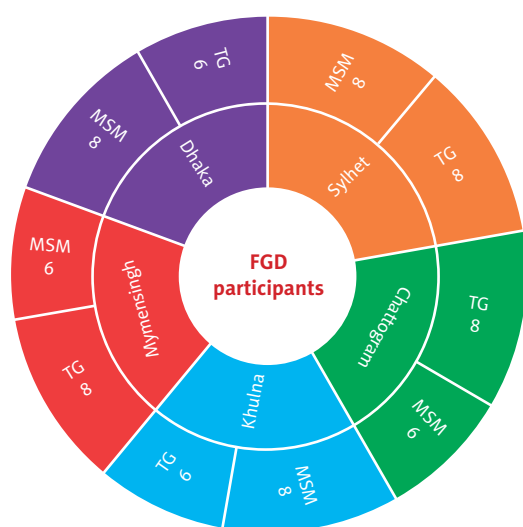 FGD
participants
Sylhet
MSM
8
TG
8
Chattogram
TG
8
MSM
6
Khulna
MSM
8
TG
6
Mymensingh
TG
8
MSM
6
Dhaka
MSM
8
TG
6